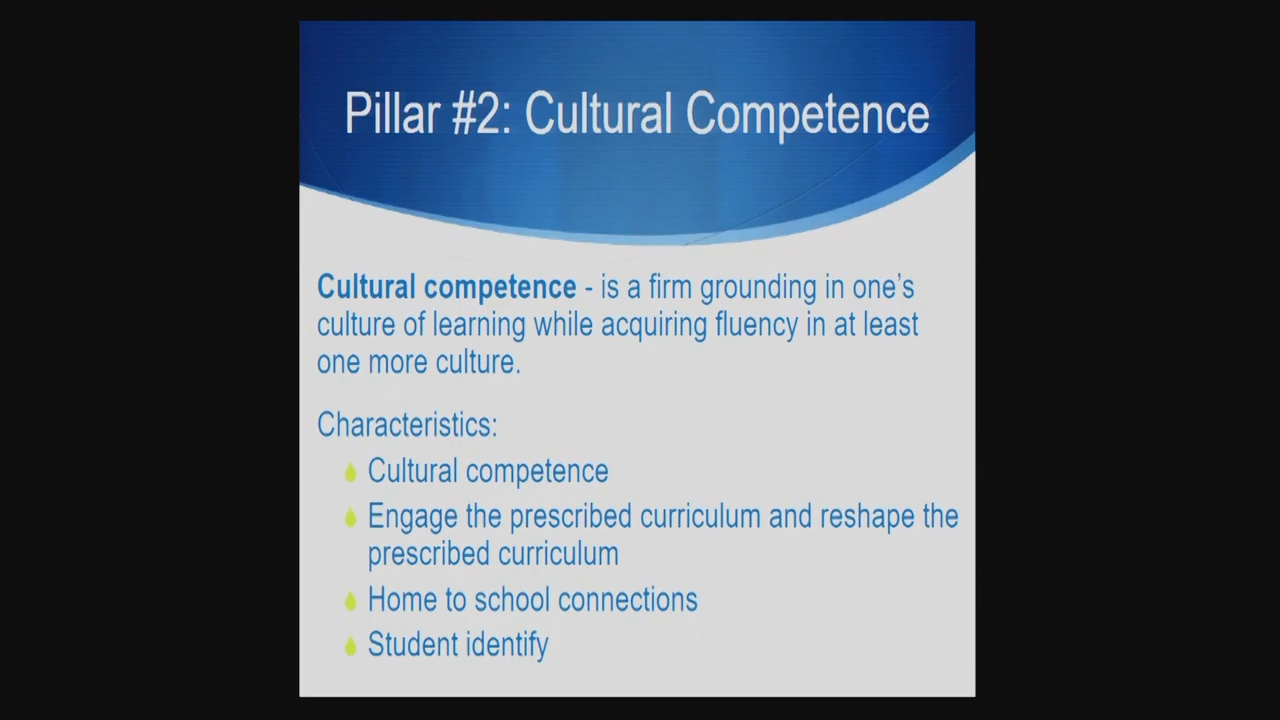 Pillar #2: Cultural Competence
Cultural competence - is a firm grounding in one's
culture of learning while acquiring fluency in at least
one more culture.
Characteristics:
Cultural competence
Engage the prescribed curriculum and reshape the
prescribed curriculum
Home to school connections
Student identify